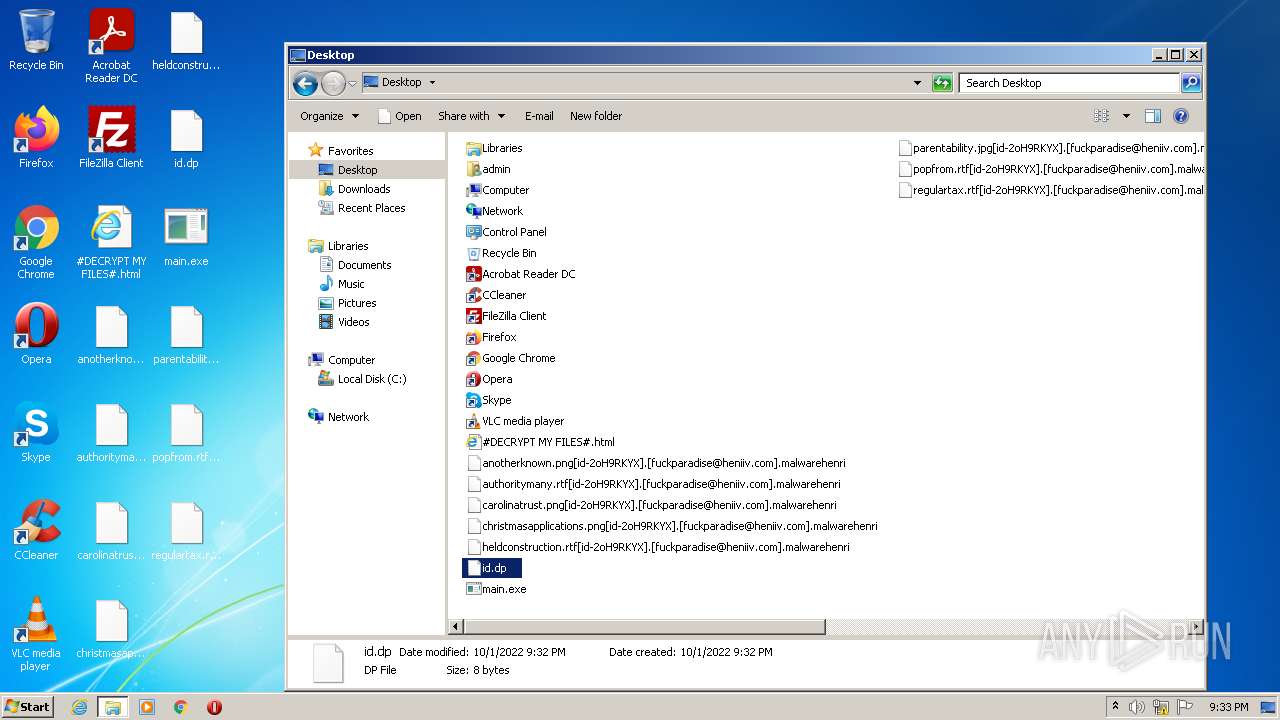 Recycle Bin
Acrobat
Reader DC
heldconstru...
Firefox
FileZilla Client
id.dp
Google
Chrome
#DECRYPT MY
FILES#.html
main.exe
Opera
anotherkno...
parentabilit...
Skype
authorityma...
popfrom.rtf...
CCleaner
carolinatrus...
regulartax.r...
VLC media
player
christmasap...
Desktop
Desktop
Search Desktop
Organize
Open
Share with
E-mail
New folder
Favorites
Desktop
Downloads
Recent Places
Libraries
Documents
Music
Pictures
Videos
Computer
Local Disk (C:)
Network
Libraries
admin
Computer
Network
Control Panel
Recycle Bin
Acrobat Reader DC
CCleaner
FileZilla Client
Firefox
Google Chrome
Opera
Skype
VLC media player
#DECRYPT MY FILES#.html
anotherknown.png[id-2oH9RKYX].[fuckparadise@heniiv.com].malwarehenri
authoritymany.rtf[id-2oH9RKYX].[fuckparadise@heniiv.com].malwarehenri
carolinatrust.png[id-2oH9RKYX].[fuckparadise@heniiv.com].malwarehenri
christmasapplications.png[id-2oH9RKYX].[fuckparadise@heniiv.com].malwarehenri
heldconstruction.rtf[id-2oH9RKYX].[fuckparadise@heniiv.com].malwarehenri
id.dp
main.exe
parentability.jpg[id-2oH9RKYX].[fuckparadise@heniiv.com].r
popfrom.rtf[id-2oH9RKYX].[fuckparadise@heniiv.com].malwa
regulartax.rtf[id-2oH9RKYX].[fuckparadise@heniiv.com].mal
id.dp Date modified: 10/1/2022 9:32 PM Date created: 10/1/2022 9:32 PM
DP File Size: 8 bytes
ANY RUN
Start
9:33 PM